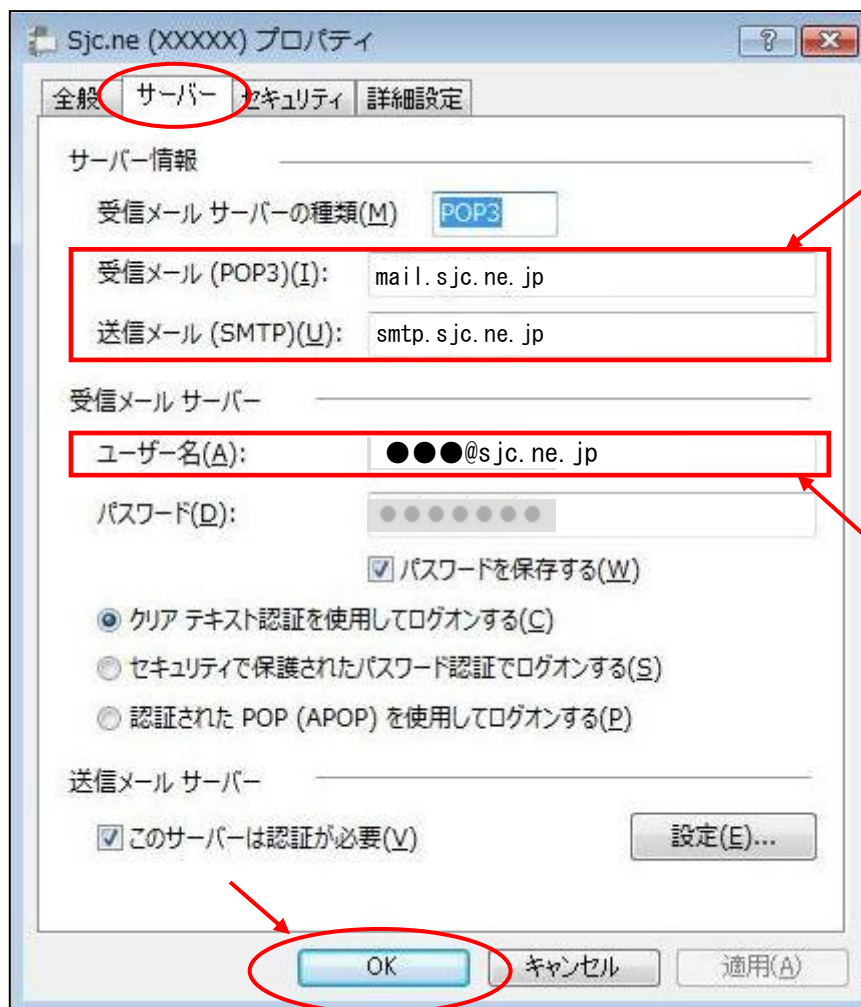 Sjc.ne (XXXXX) プロパティ
全般 サーバー セキュリティ 詳細設定
サーバー情報
受信メール サーバーの種類(M) POP3
受信メール (POP3)(I): mail.sjc.ne.jp
送信メール (SMTP)(U): smtp.sjc.ne.jp
受信メール サーバー
ユーザー名(A): ●●●@sjc.ne.jp
パスワード(D): ●●●●●●●
パスワードを保存する(W)
クリア テキスト認証を使用してログオンする(C)
セキュリティで保護されたパスワード認証でログオンする(S)
認証された POP (APOP) を使用してログオンする(P)
送信メール サーバー
このサーバーは認証が必要(V) 設定(E)...
OK キャンセル 適用(A)